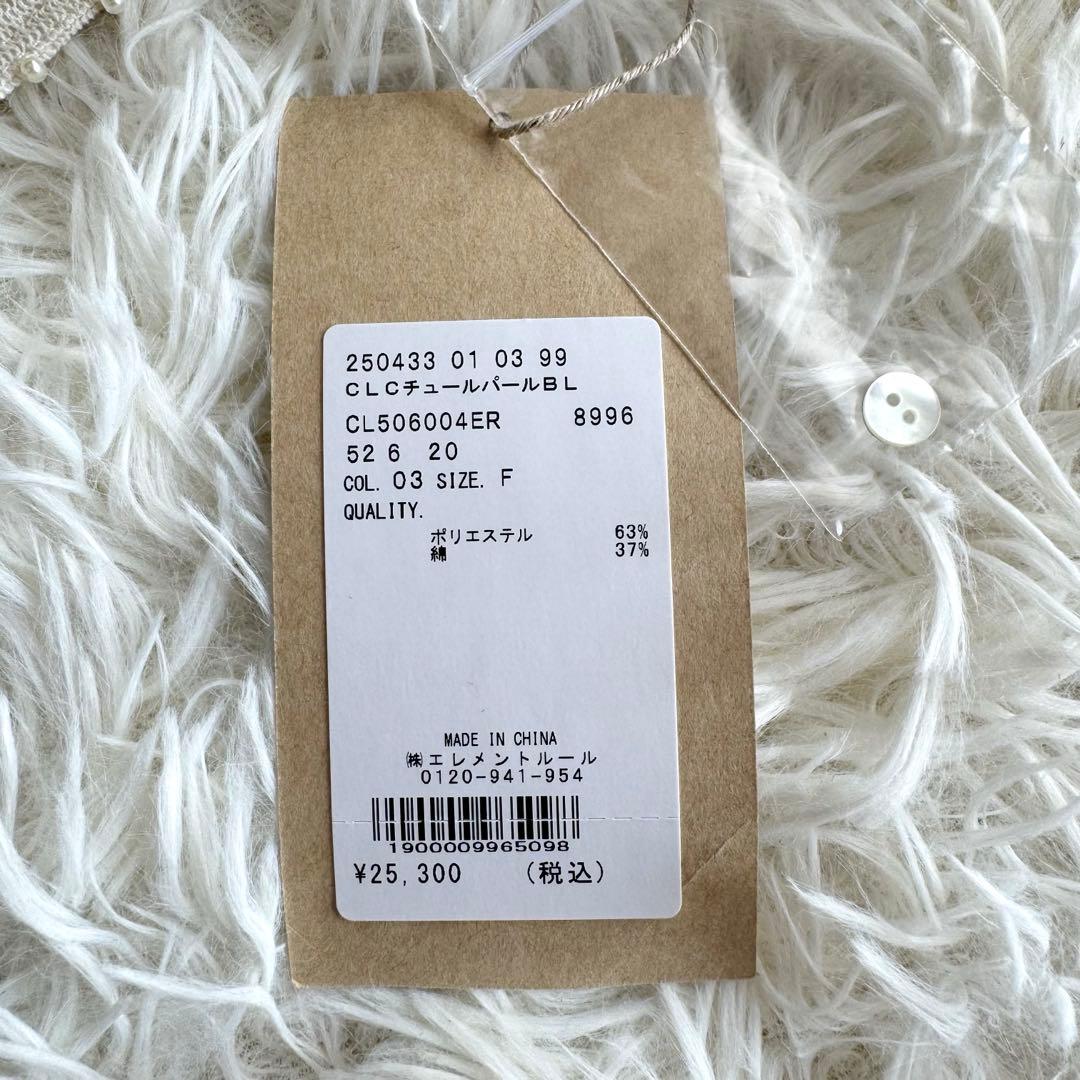 250433 01 03 99
CLCチュールパールBL
CL506004ER 8996
52 6 20
COL. 03 SIZE. F
QUALITY.
ポリエステル 63%
綿 37%
MADE IN CHINA
㈱エレメントルール
0120-941-954
1900009965098
¥25,300 (税込)